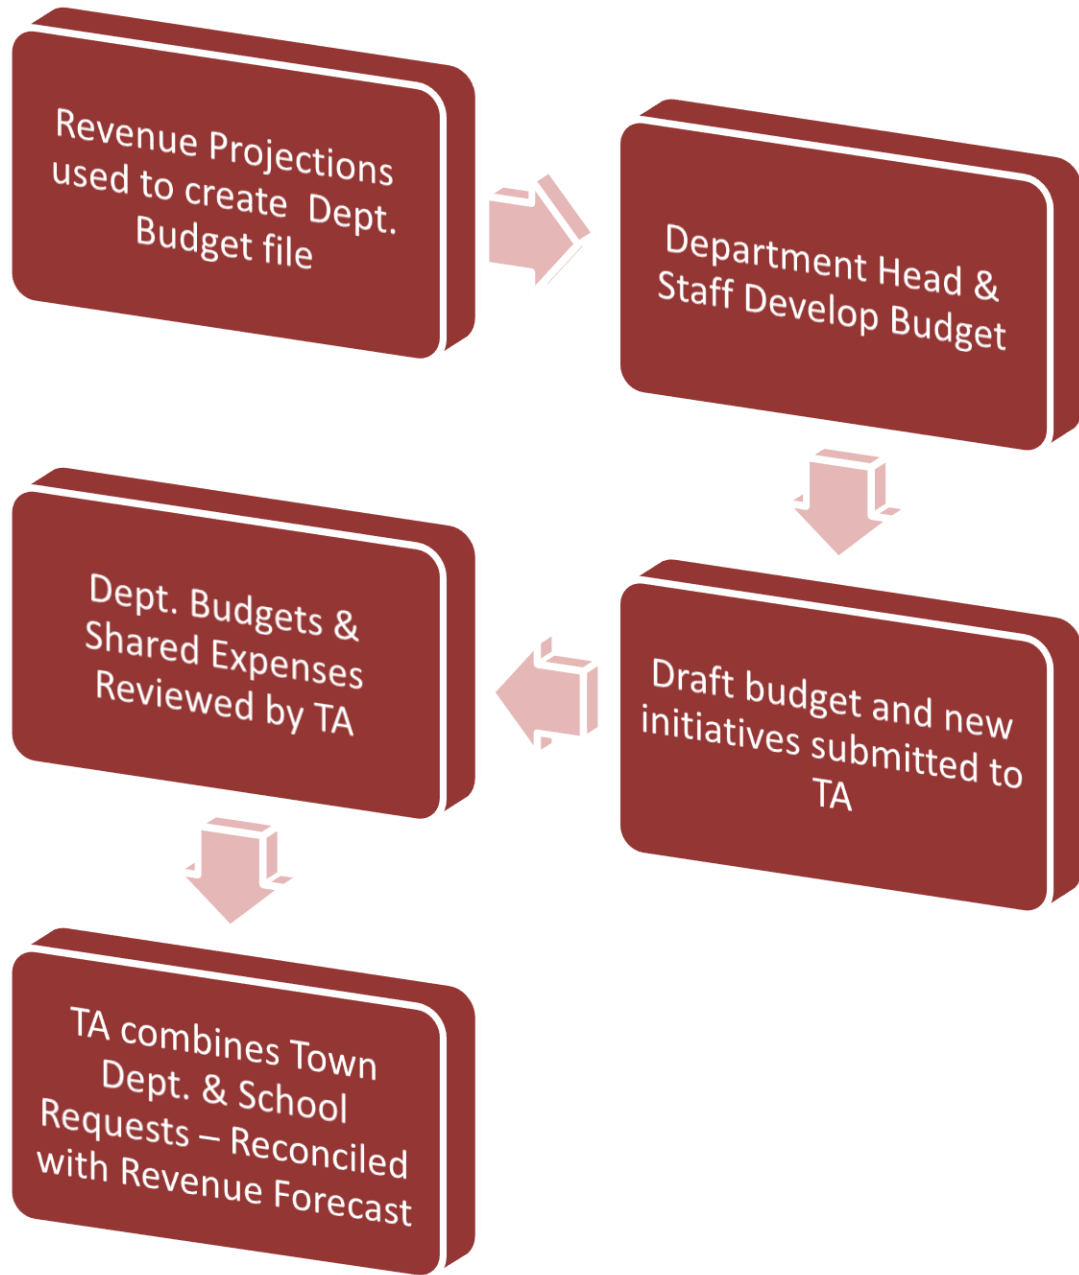 Revenue Projections
used to create  Dept.
Budget file
Department Head &
Staff Develop Budget
Draft budget and new
initiatives submitted to
TA
Dept. Budgets &
Shared Expenses
Reviewed by TA
TA combines Town
Dept. & School
Requests – Reconciled
with Revenue Forecast